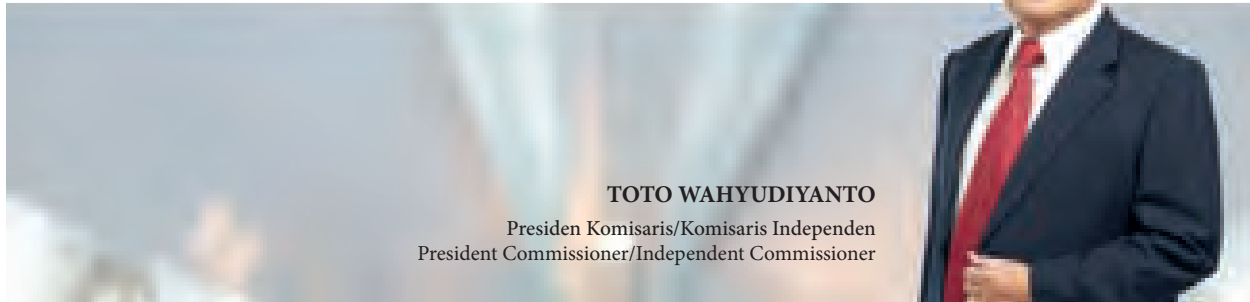 TOTO WAHYUDIYANTO
Presiden Komisaris/Komisaris Independen
President Commissioner/Independent Commissioner